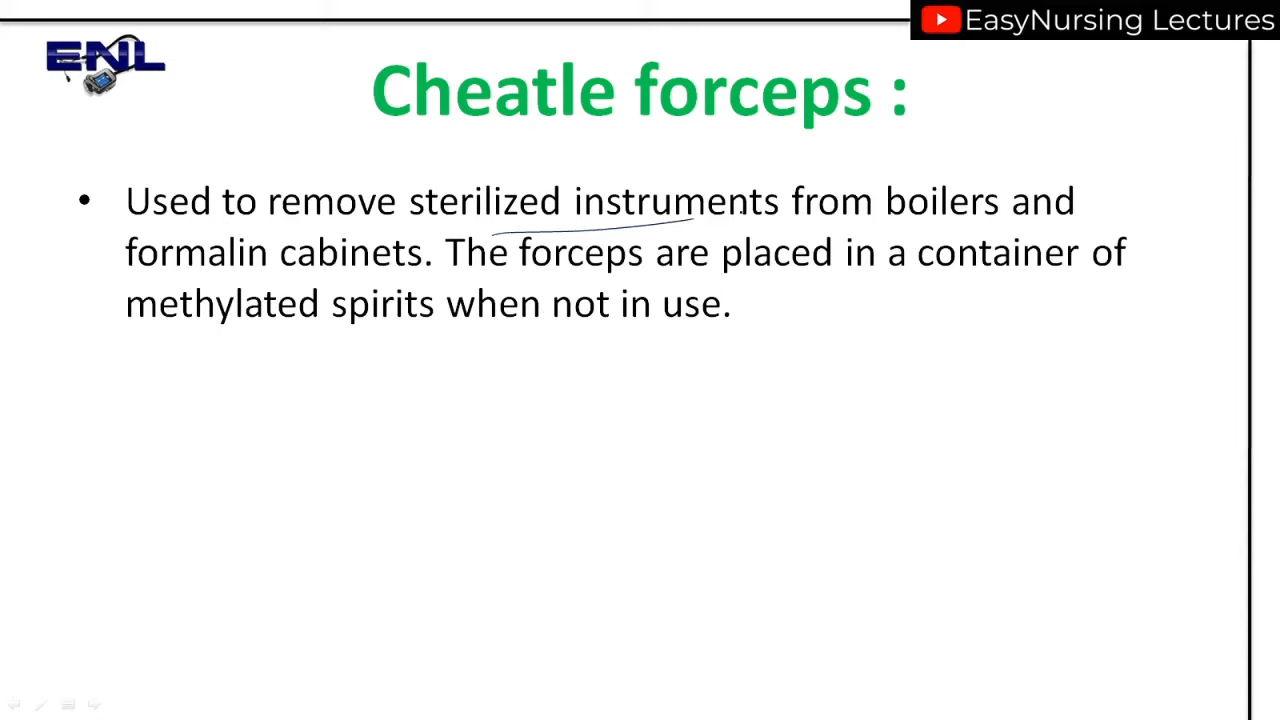 EasyNursing Lectures
ENL
Cheatle forceps :
• Used to remove sterilized instruments from boilers and
formalin cabinets. The forceps are placed in a container of
methylated spirits when not in use.